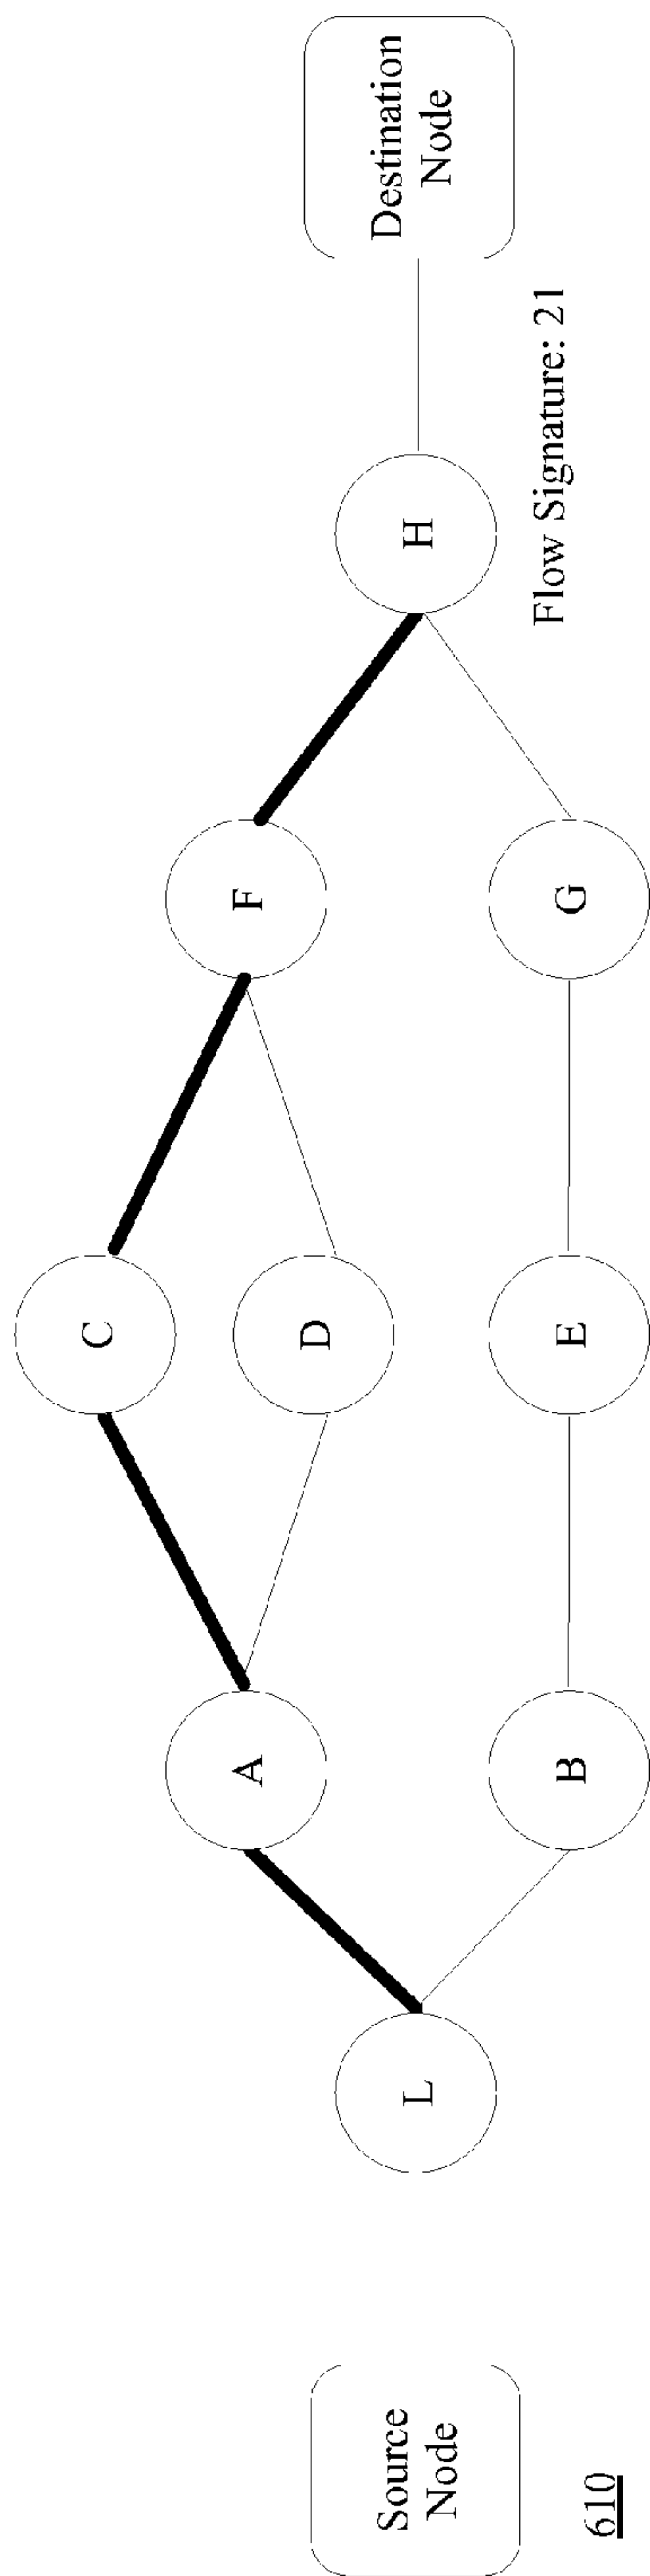 C
A
F
D
Source
Node
L
H
Destination
Node
B
E
G
Flow Signature: 21
610